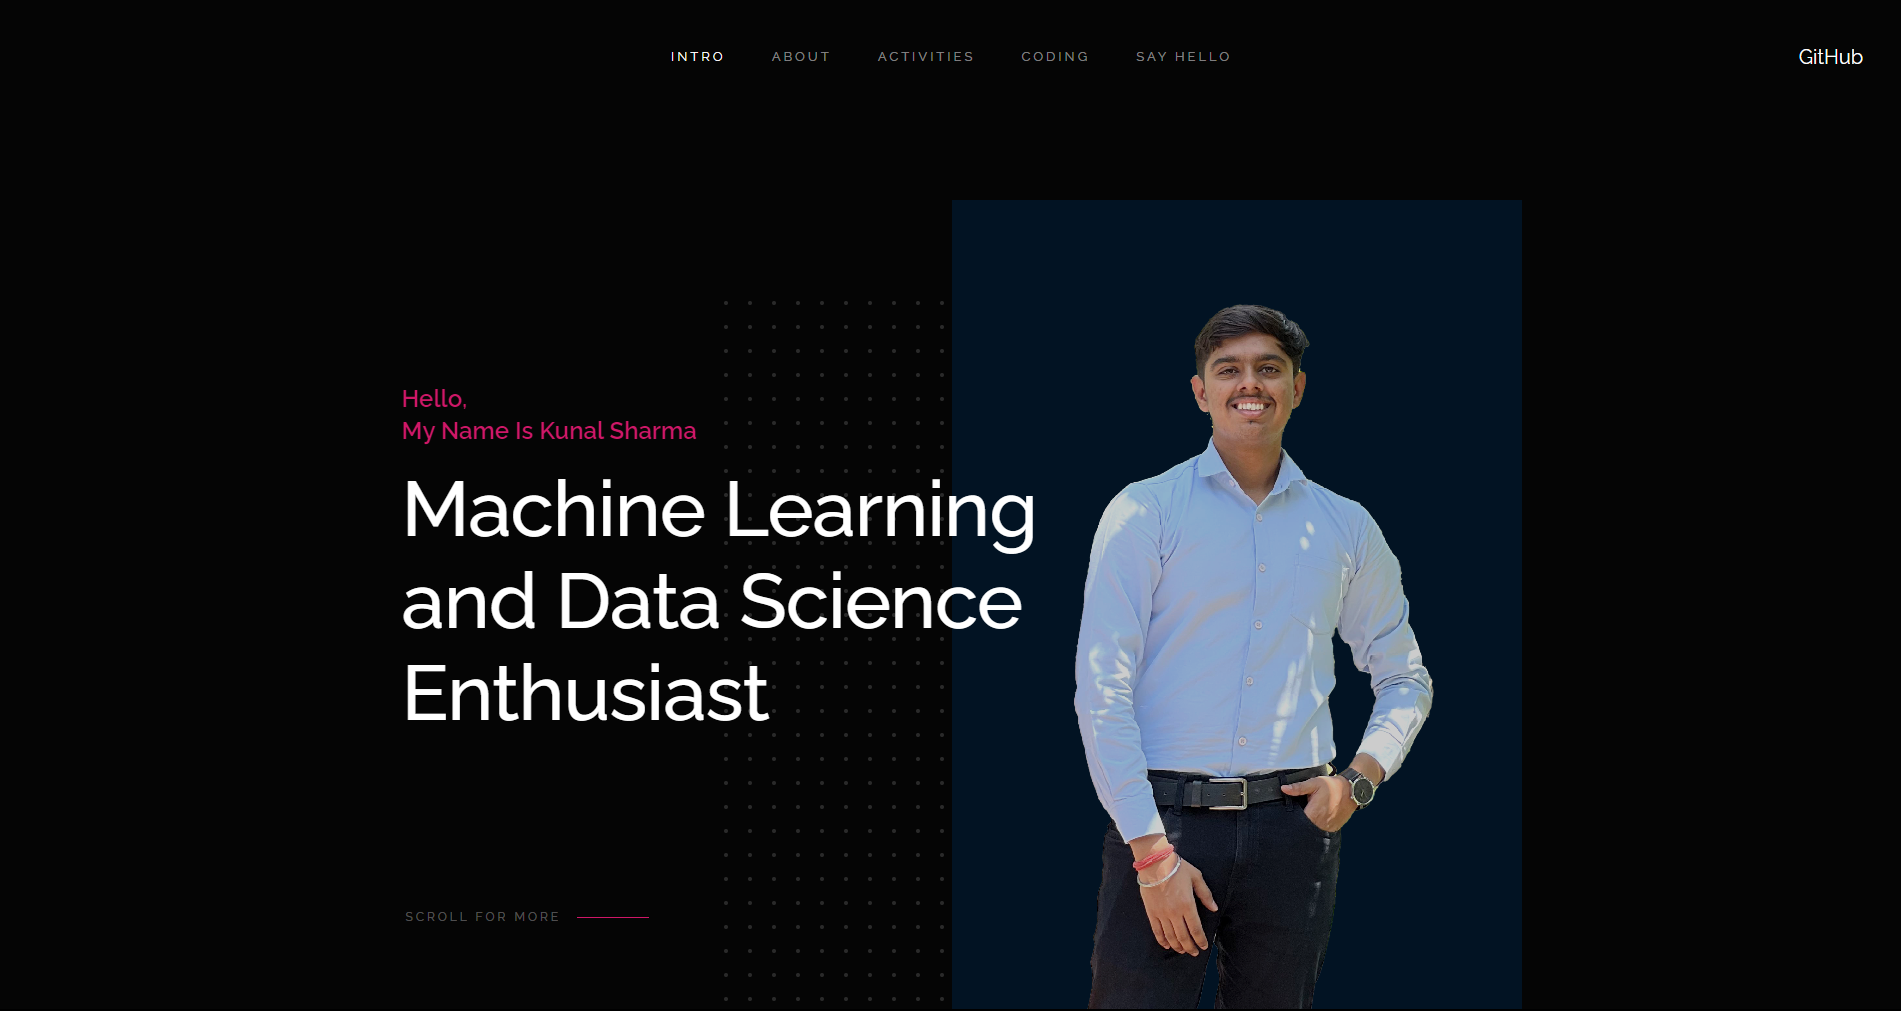 INTRO ABOUT ACTIVITIES CODING SAY HELLO GitHub
Hello,
My Name Is Kunal Sharma
Machine Learning
and Data Science
Enthusiast
SCROLL FOR MORE